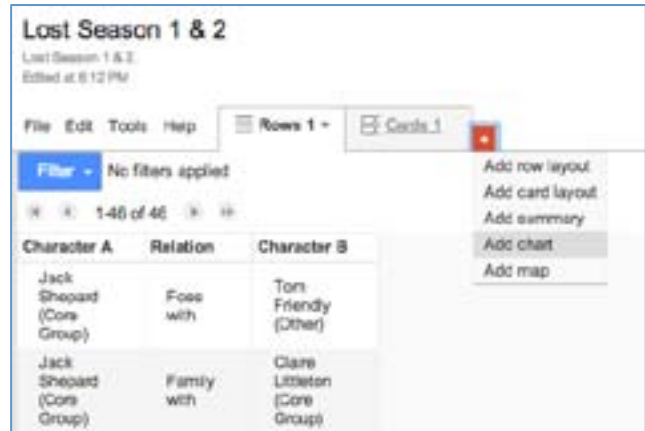 Lost Season 1 & 2
Lost Season 1 & 2
Edited at 6:12 PM
File Edit Tools Help Rows 1 Cards 1
+
Add row layout
Add card layout
Add summary
Add chart
Add map
Filter No filters applied
1-46 of 46
Character A Relation Character B
Jack
Shepard
(Core
Group)
Foes
with
Tom
Friendly
(Other)
Jack
Shepard
(Core
Group)
Family
with
Claire
Littleton
(Core
Group)